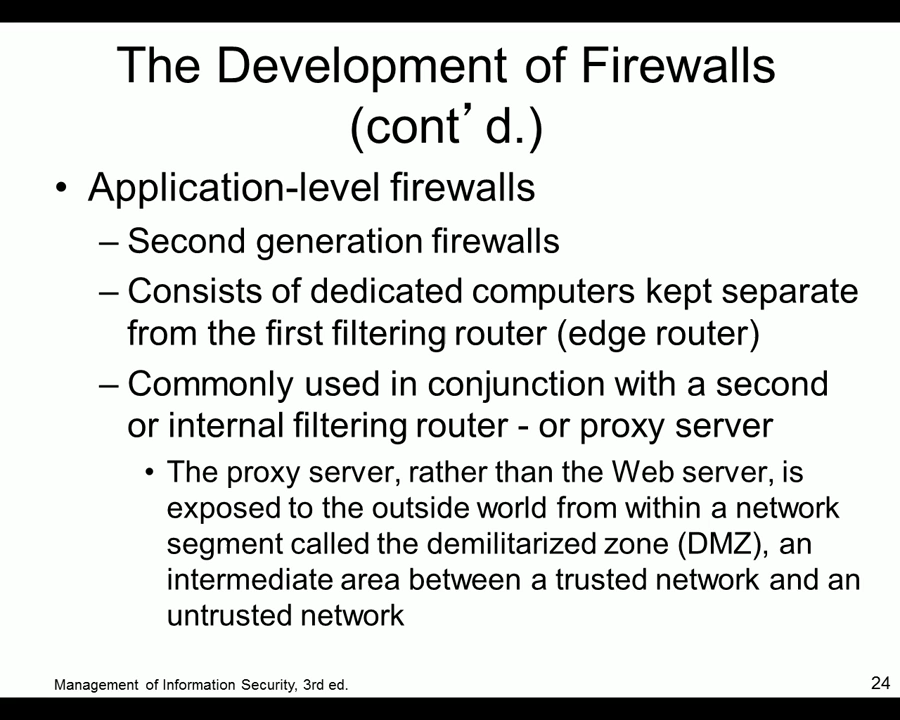 The Development of Firewalls
(cont’d.)
• Application-level firewalls
– Second generation firewalls
– Consists of dedicated computers kept separate
from the first filtering router (edge router)
– Commonly used in conjunction with a second
or internal filtering router - or proxy server
• The proxy server, rather than the Web server, is
exposed to the outside world from within a network
segment called the demilitarized zone (DMZ), an
intermediate area between a trusted network and an
untrusted network
Management of Information Security, 3rd ed.
24